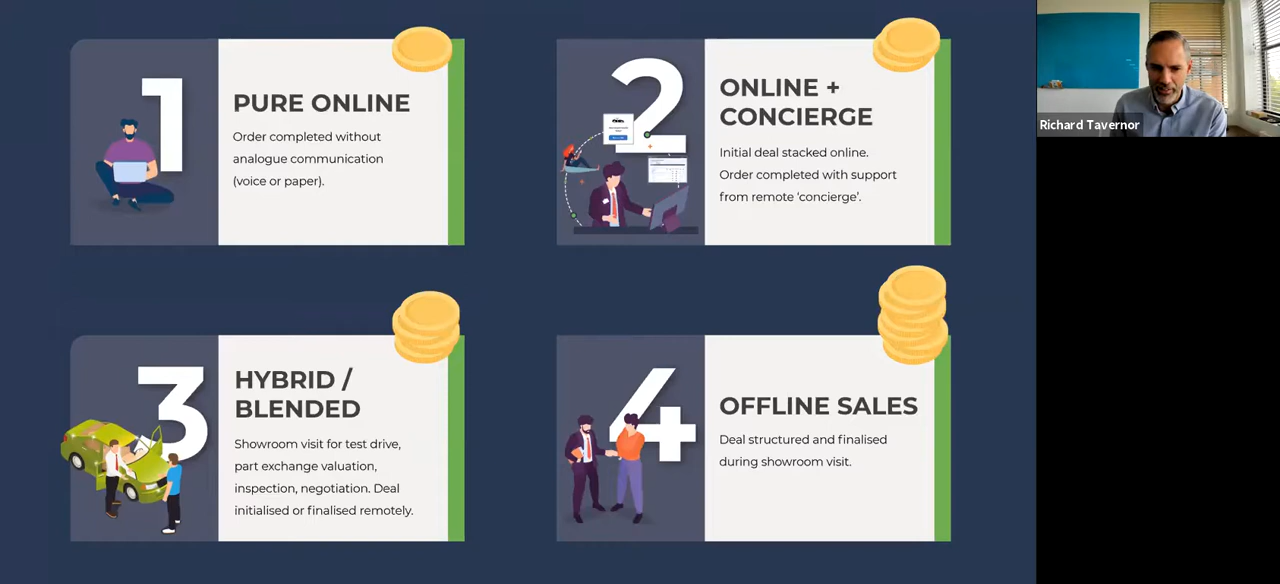 1
PURE ONLINE
Order completed without
analogue communication
(voice or paper).
2
ONLINE +
CONCIERGE
Initial deal stacked online.
Order completed with support
from remote ‘concierge’.
3
HYBRID /
BLENDED
Showroom visit for test drive,
part exchange valuation,
inspection, negotiation. Deal
initialised or finalised remotely.
4
OFFLINE SALES
Deal structured and finalised
during showroom visit.
Richard Tavernor